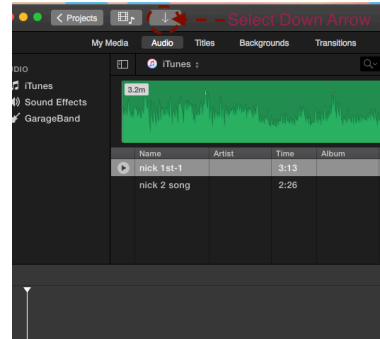 Projects
Select Down Arrow
My Media Audio Titles Backgrounds Transitions
DIO
iTunes
iTunes
Sound Effects
GarageBand
3.2m
Name Artist Time Album
nick 1st-1 3:13
nick 2 song 2:26